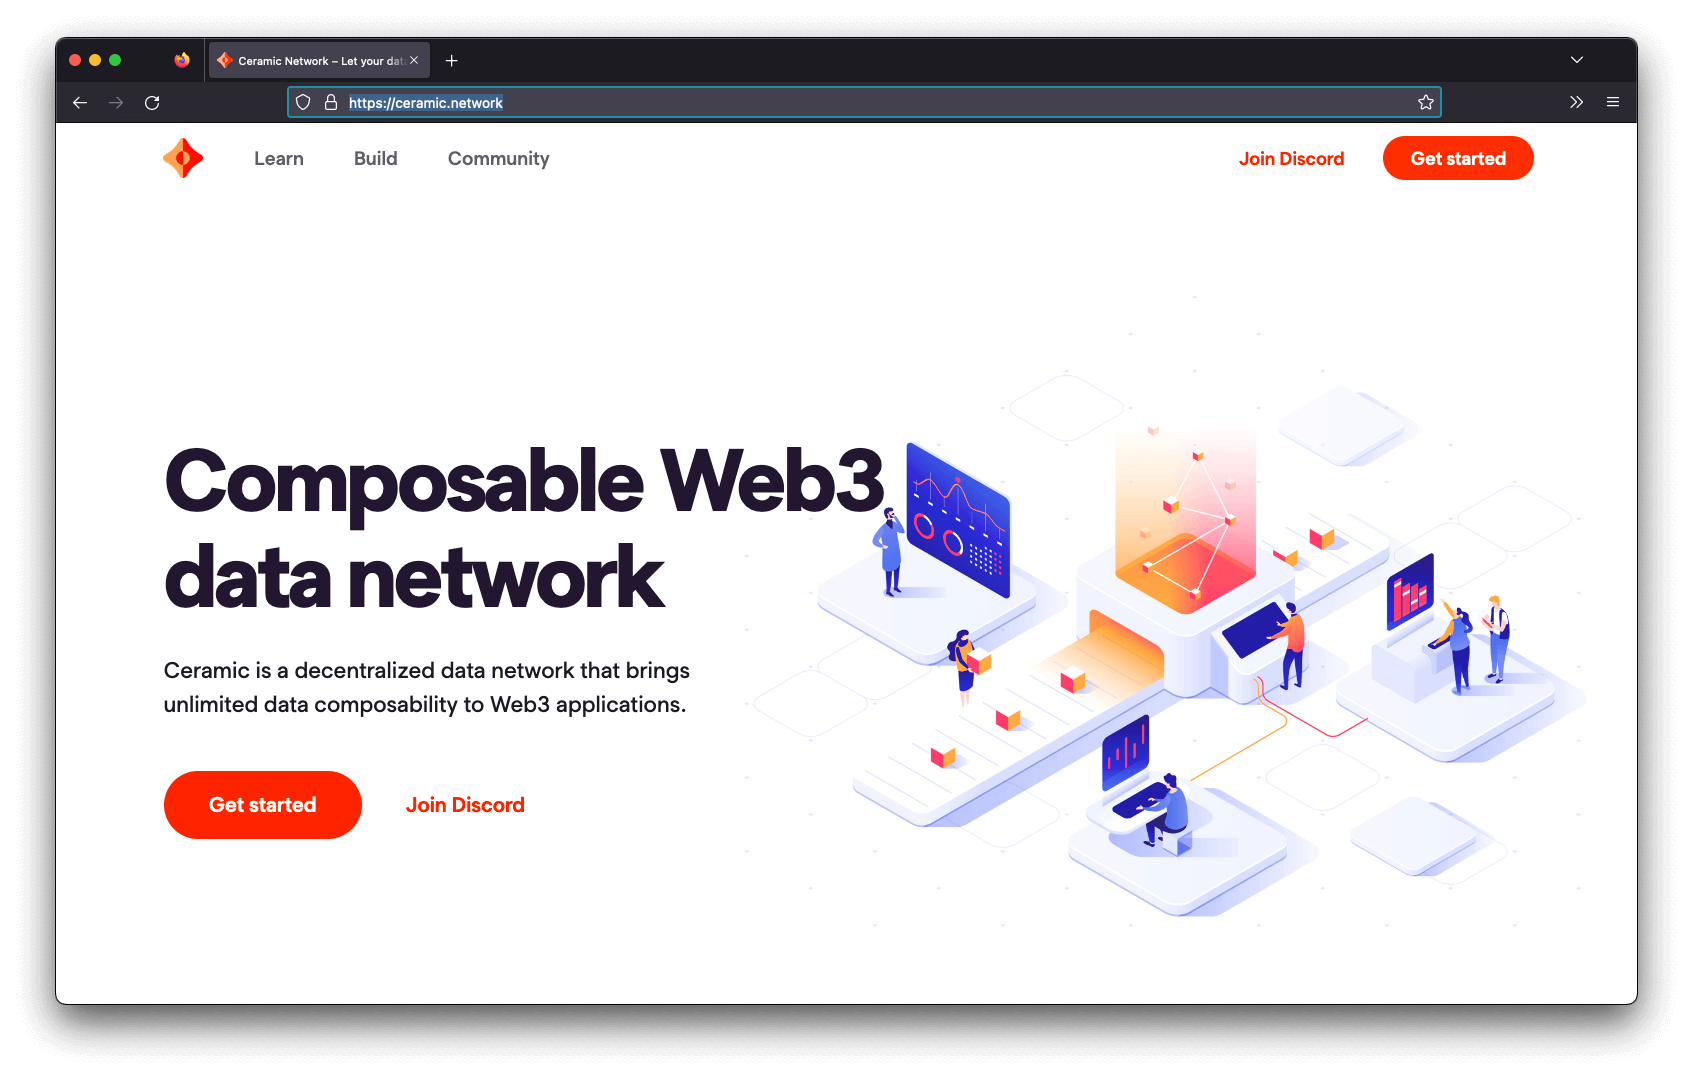 Ceramic Network – Let your dat
https://ceramic.network
Learn Build Community Join Discord Get started
Composable Web3
data network
Ceramic is a decentralized data network that brings
unlimited data composability to Web3 applications.
Get started Join Discord